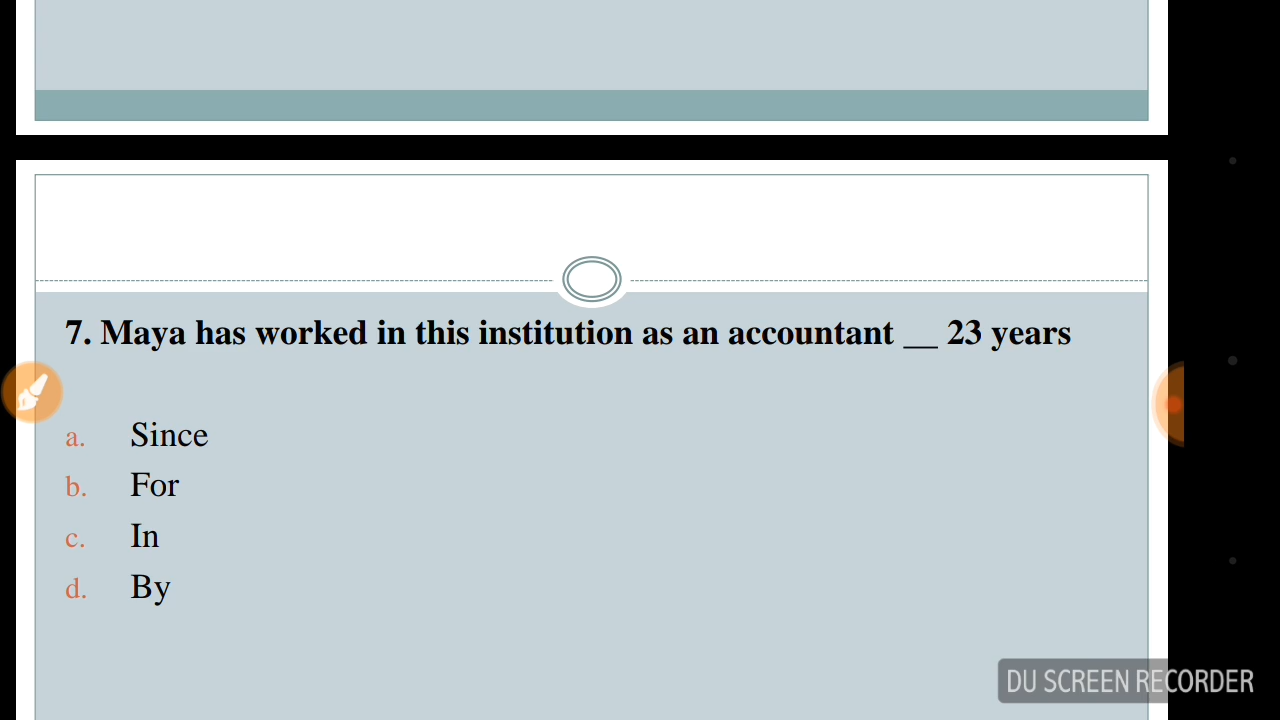 7. Maya has worked in this institution as an accountant __ 23 years
a. Since
b. For
c. In
d. By
DU SCREEN RECORDER